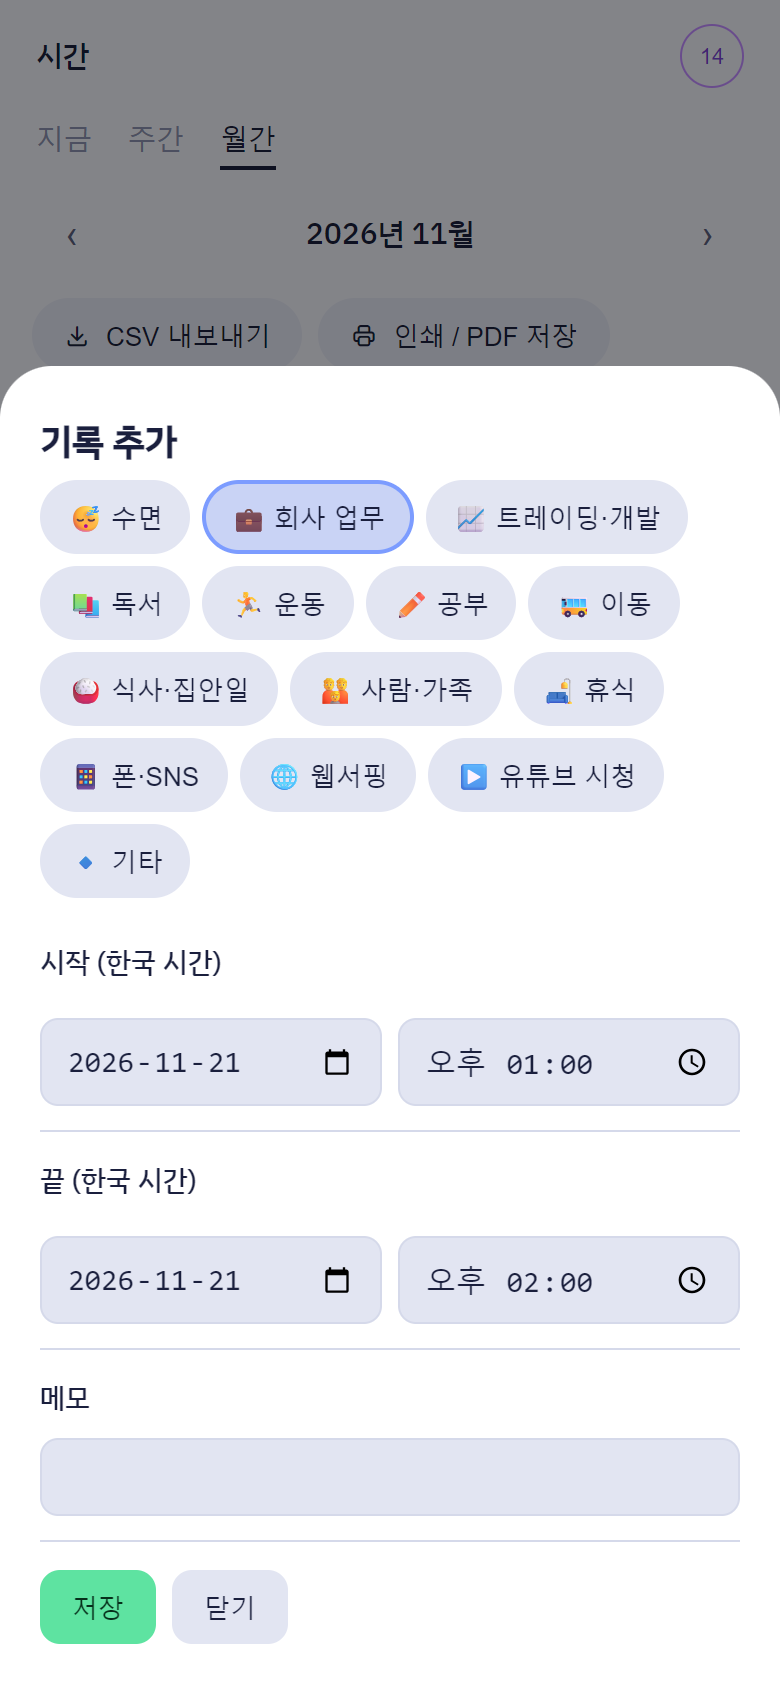 시간
14
지금 주간 월간
‹ 2026년 11월 ›
CSV 내보내기 인쇄 / PDF 저장
기록 추가
수면 회사 업무 트레이딩·개발
독서 운동 공부 이동
식사·집안일 사람·가족 휴식
폰·SNS 웹서핑 유튜브 시청
기타
시작 (한국 시간)
2026-11-21 오후 01:00
끝 (한국 시간)
2026-11-21 오후 02:00
메모
저장 닫기